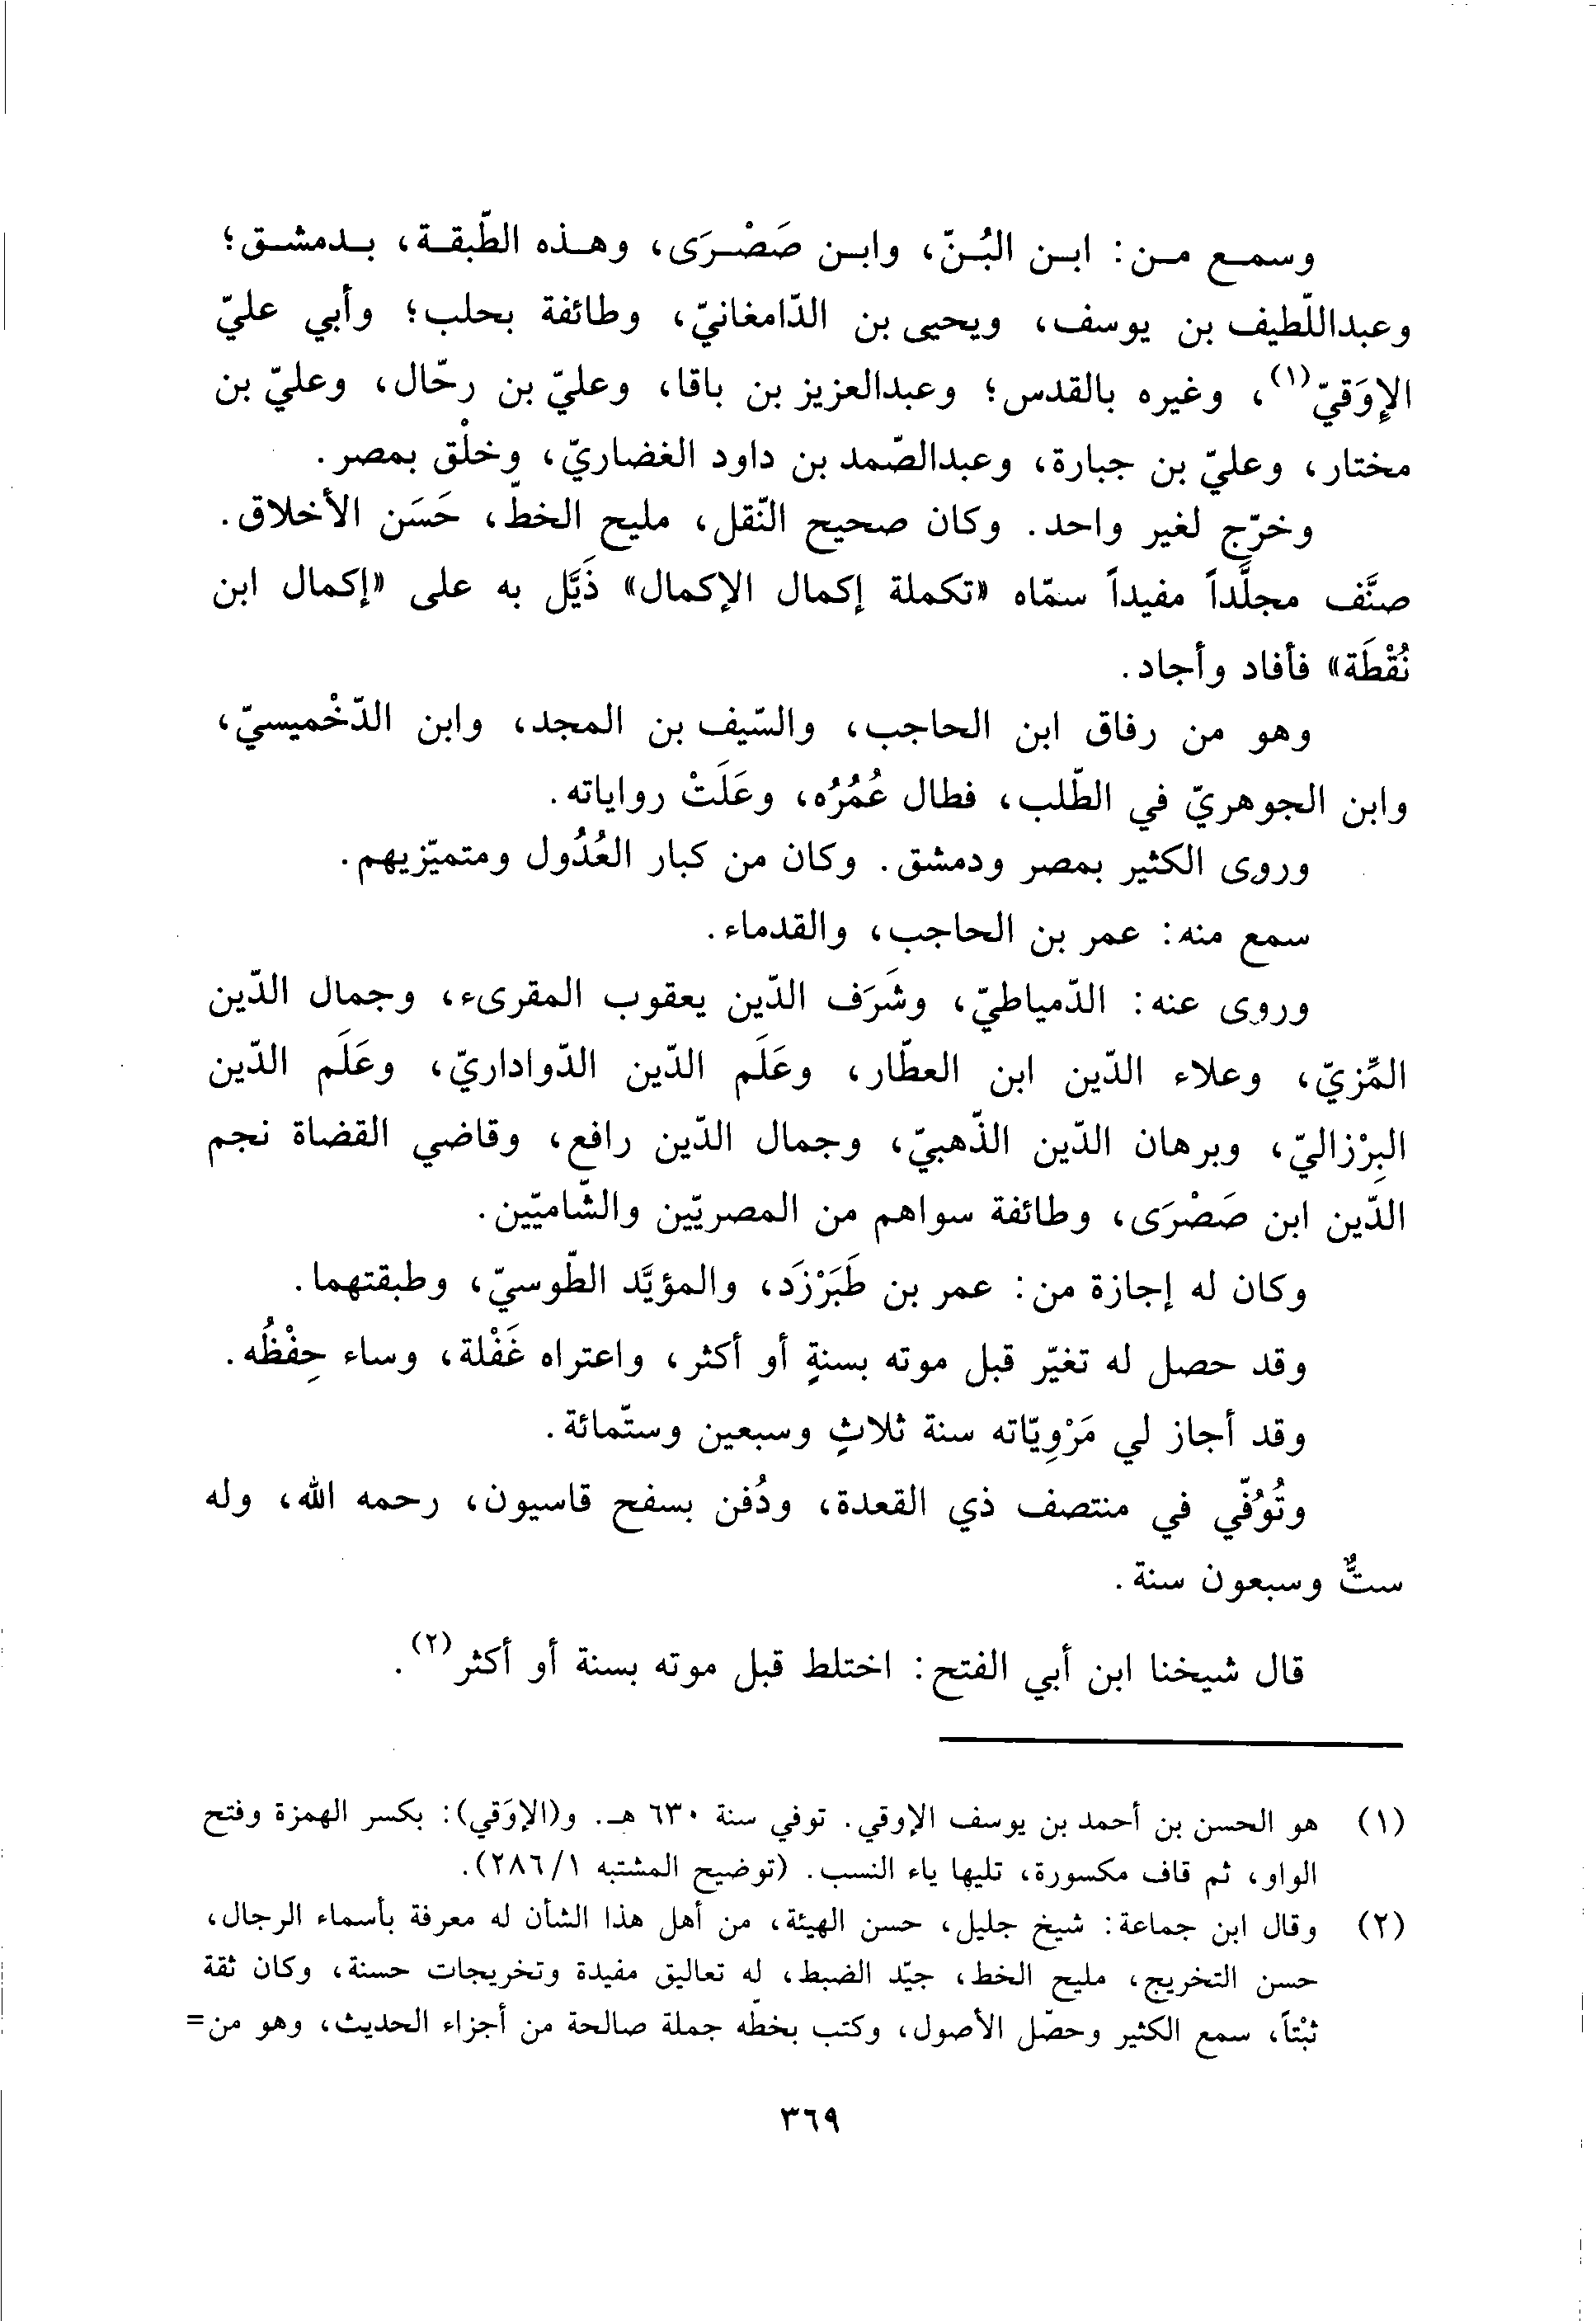 وسمع من: ابن البُنّ، وابن صَصْرَى، وهذه الطّبقة، بدمشق؛
وعبداللّطيف بن يوسف، ويحيى بن الدّامغانيّ، وطائفة بحلب؛ وأبي عليّ
الإِوَقيّ(١)، وغيره بالقدس؛ وعبدالعزيز بن باقا، وعليّ بن رحّال، وعليّ بن
مختار، وعليّ بن جبارة، وعبدالصّمد بن داود الغضاريّ، وخلْق بمصر.
وخرّج لغير واحد. وكان صحيح النّقل، مليح الخطّ، حَسَن الأخلاق.
صنَّف مجلَّداً مفيداً سمّاه «تكملة إكمال الإكمال» ذَيَّل به على «إكمال ابن
نُقْطَة» فأفاد وأجاد.
وهو من رفاق ابن الحاجب، والسّيف بن المجد، وابن الدّخْميسيّ،
وابن الجوهريّ في الطّلب، فطال عُمُرُه، وعَلَتْ رواياته.
وروى الكثير بمصر ودمشق. وكان من كبار العُدُول ومتميّزيهم.
سمع منه: عمر بن الحاجب، والقدماء.
وروى عنه: الدّمياطيّ، وشَرَف الدّين يعقوب المقرىء، وجمال الدّين
المِّزيّ، وعلاء الدّين ابن العطّار، وعَلَم الدّين الدّواداريّ، وعَلَم الدّين
البِرْزاليّ، وبرهان الدّين الذّهبيّ، وجمال الدّين رافع، وقاضي القضاة نجم
الدّين ابن صَصْرَى، وطائفة سواهم من المصريّين والشّاميّين.
وكان له إجازة من: عمر بن طَبَرْزَد، والمؤيَّد الطّوسيّ، وطبقتهما.
وقد حصل له تغيّر قبل موته بسنةٍ أو أكثر، واعتراه غَفْلة، وساء حِفْظُه.
وقد أجاز لي مَرْوِيّاته سنة ثلاثٍ وسبعين وستّمائة.
وتُوُفّي في منتصف ذي القعدة، ودُفن بسفح قاسيون، رحمه الله، وله
ستٌّ وسبعون سنة.
قال شيخنا ابن أبي الفتح: اختلط قبل موته بسنة أو أكثر(٢).
(١) هو الحسن بن أحمد بن يوسف الإوقي. توفي سنة ٦٣٠ هـ. و(الإوَقي): بكسر الهمزة وفتح
الواو، ثم قاف مكسورة، تليها ياء النسب. (توضيح المشتبه ٢٨٦/١).
(٢) وقال ابن جماعة: شيخ جليل، حسن الهيئة، من أهل هذا الشأن له معرفة بأسماء الرجال،
حسن التخريج، مليح الخط، جيّد الضبط، له تعاليق مفيدة وتخريجات حسنة، وكان ثقة
ثبْتاً، سمع الكثير وحصّل الأصول، وكتب بخطّه جملة صالحة من أجزاء الحديث، وهو من=
٣٦٩